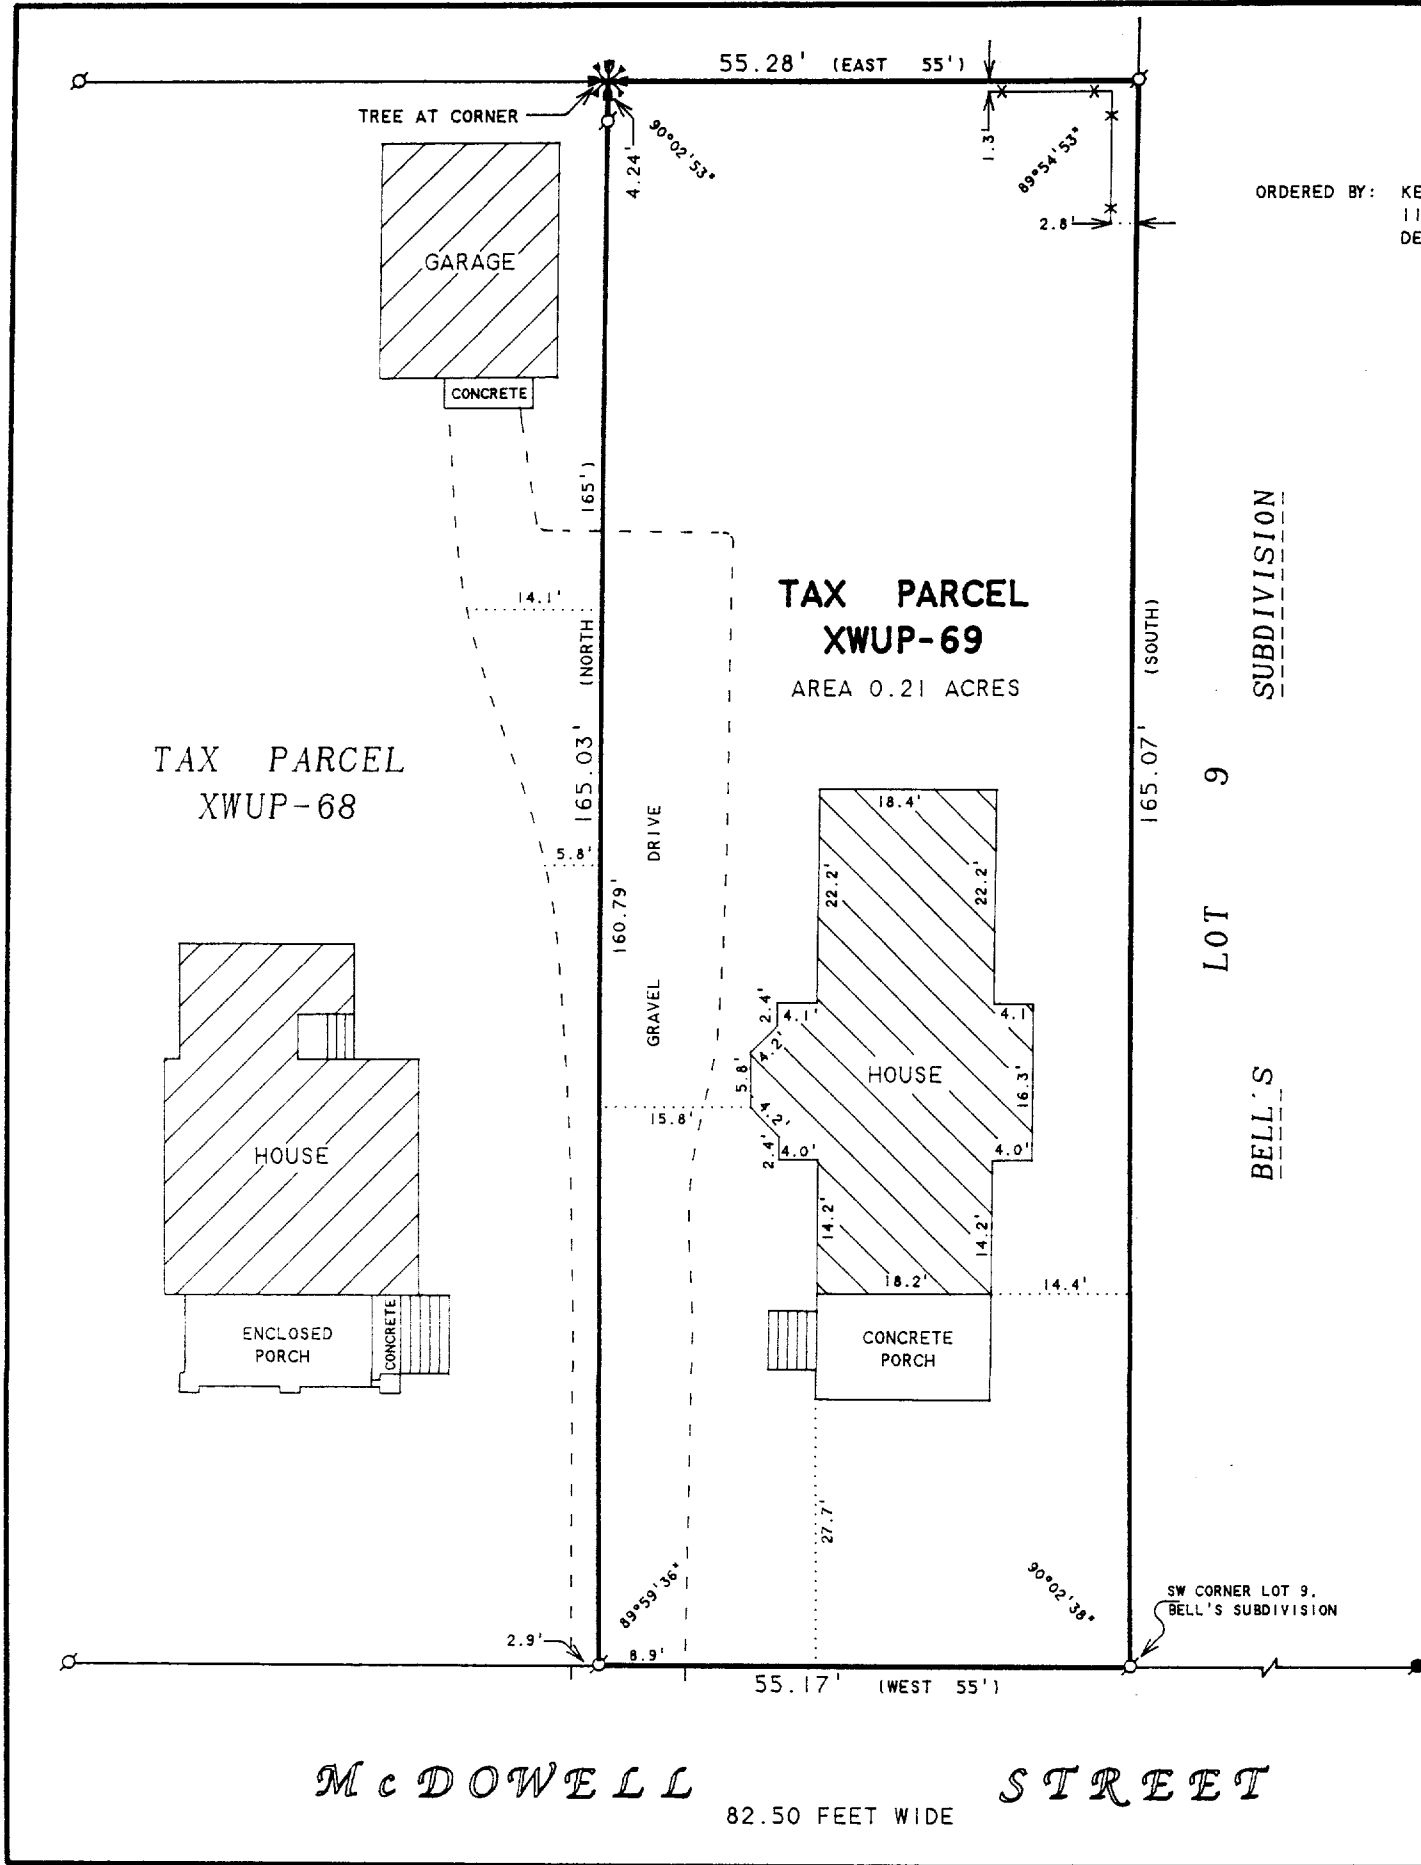 55.28' (EAST 55')
TREE AT CORNER
4.24'
90°02'53"
1.3'
89°54'53"
2.8'
ORDERED BY: KE
11
DE
GARAGE
CONCRETE
165.03' (NORTH 165')
14.1'
TAX PARCEL
XWUP-69
AREA 0.21 ACRES
165.07' (SOUTH)
BELL'S SUBDIVISION
LOT 9
TAX PARCEL
XWUP-68
5.8'
160.79'
GRAVEL DRIVE
18.4'
22.2'
22.2'
2.4'
4.1'
4.1
4.2'
5.8'
HOUSE
16.3'
15.8'
4.2'
2.4'
4.0'
4.0'
HOUSE
14.2'
14.2'
18.2'
14.4'
ENCLOSED
PORCH
CONCRETE
CONCRETE
PORCH
27.7'
89°59'36"
90°02'38"
SW CORNER LOT 9,
BELL'S SUBDIVISION
2.9'
8.9'
55.17' (WEST 55')
McDOWELL STREET
82.50 FEET WIDE